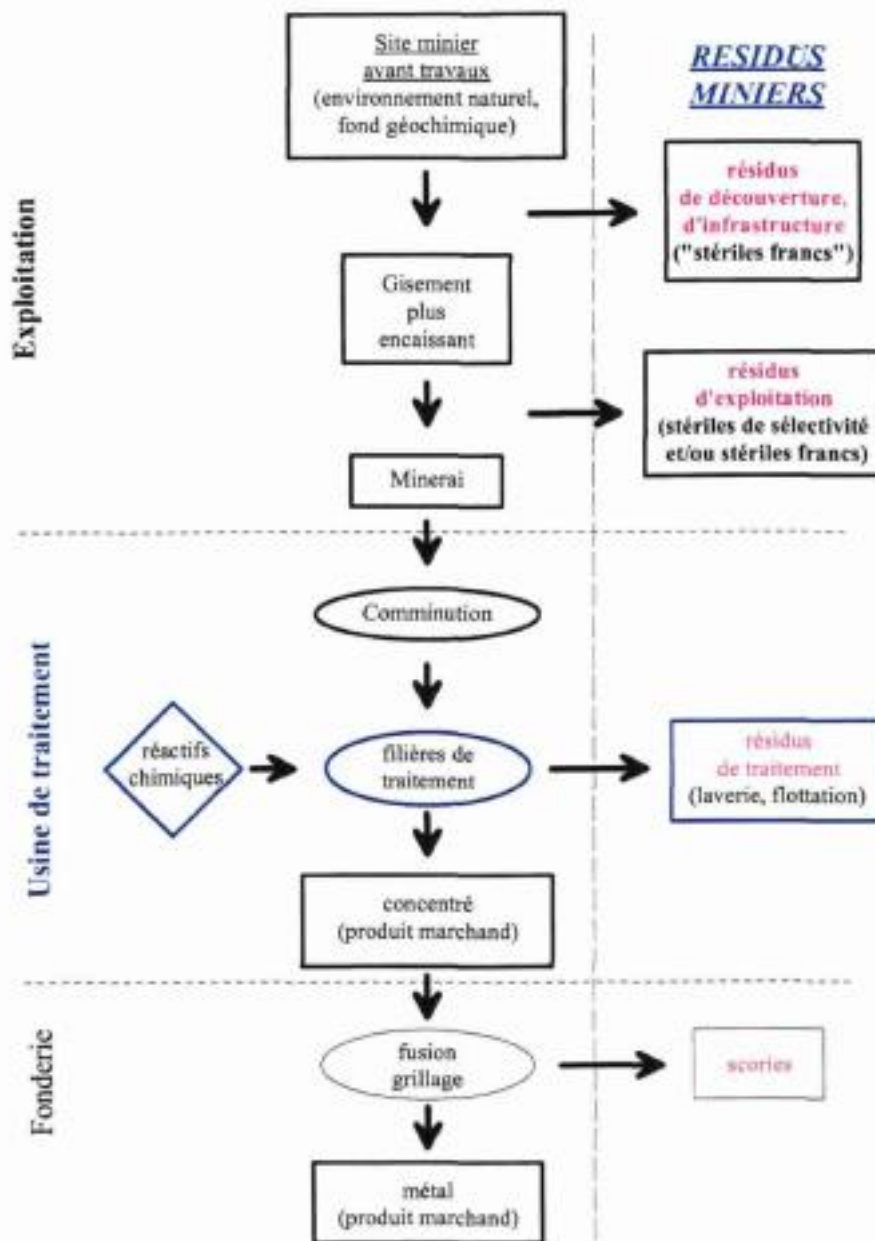 Site minier
avant travaux
(environnement naturel,
fond géochimique)
RESIDUS
MINIERS
résidus
de découverture,
d'infrastructure
("stériles francs")
Exploitation
Gisement
plus
encaissant
résidus
d'exploitation
(stériles de sélectivité
et/ou stériles francs)
Minerai
Comminution
Usine de traitement
réactifs
chimiques
filières de
traitement
résidus
de traitement
(laverie, flottation)
concentré
(produit marchand)
Fonderie
fusion
grillage
scories
métal
(produit marchand)